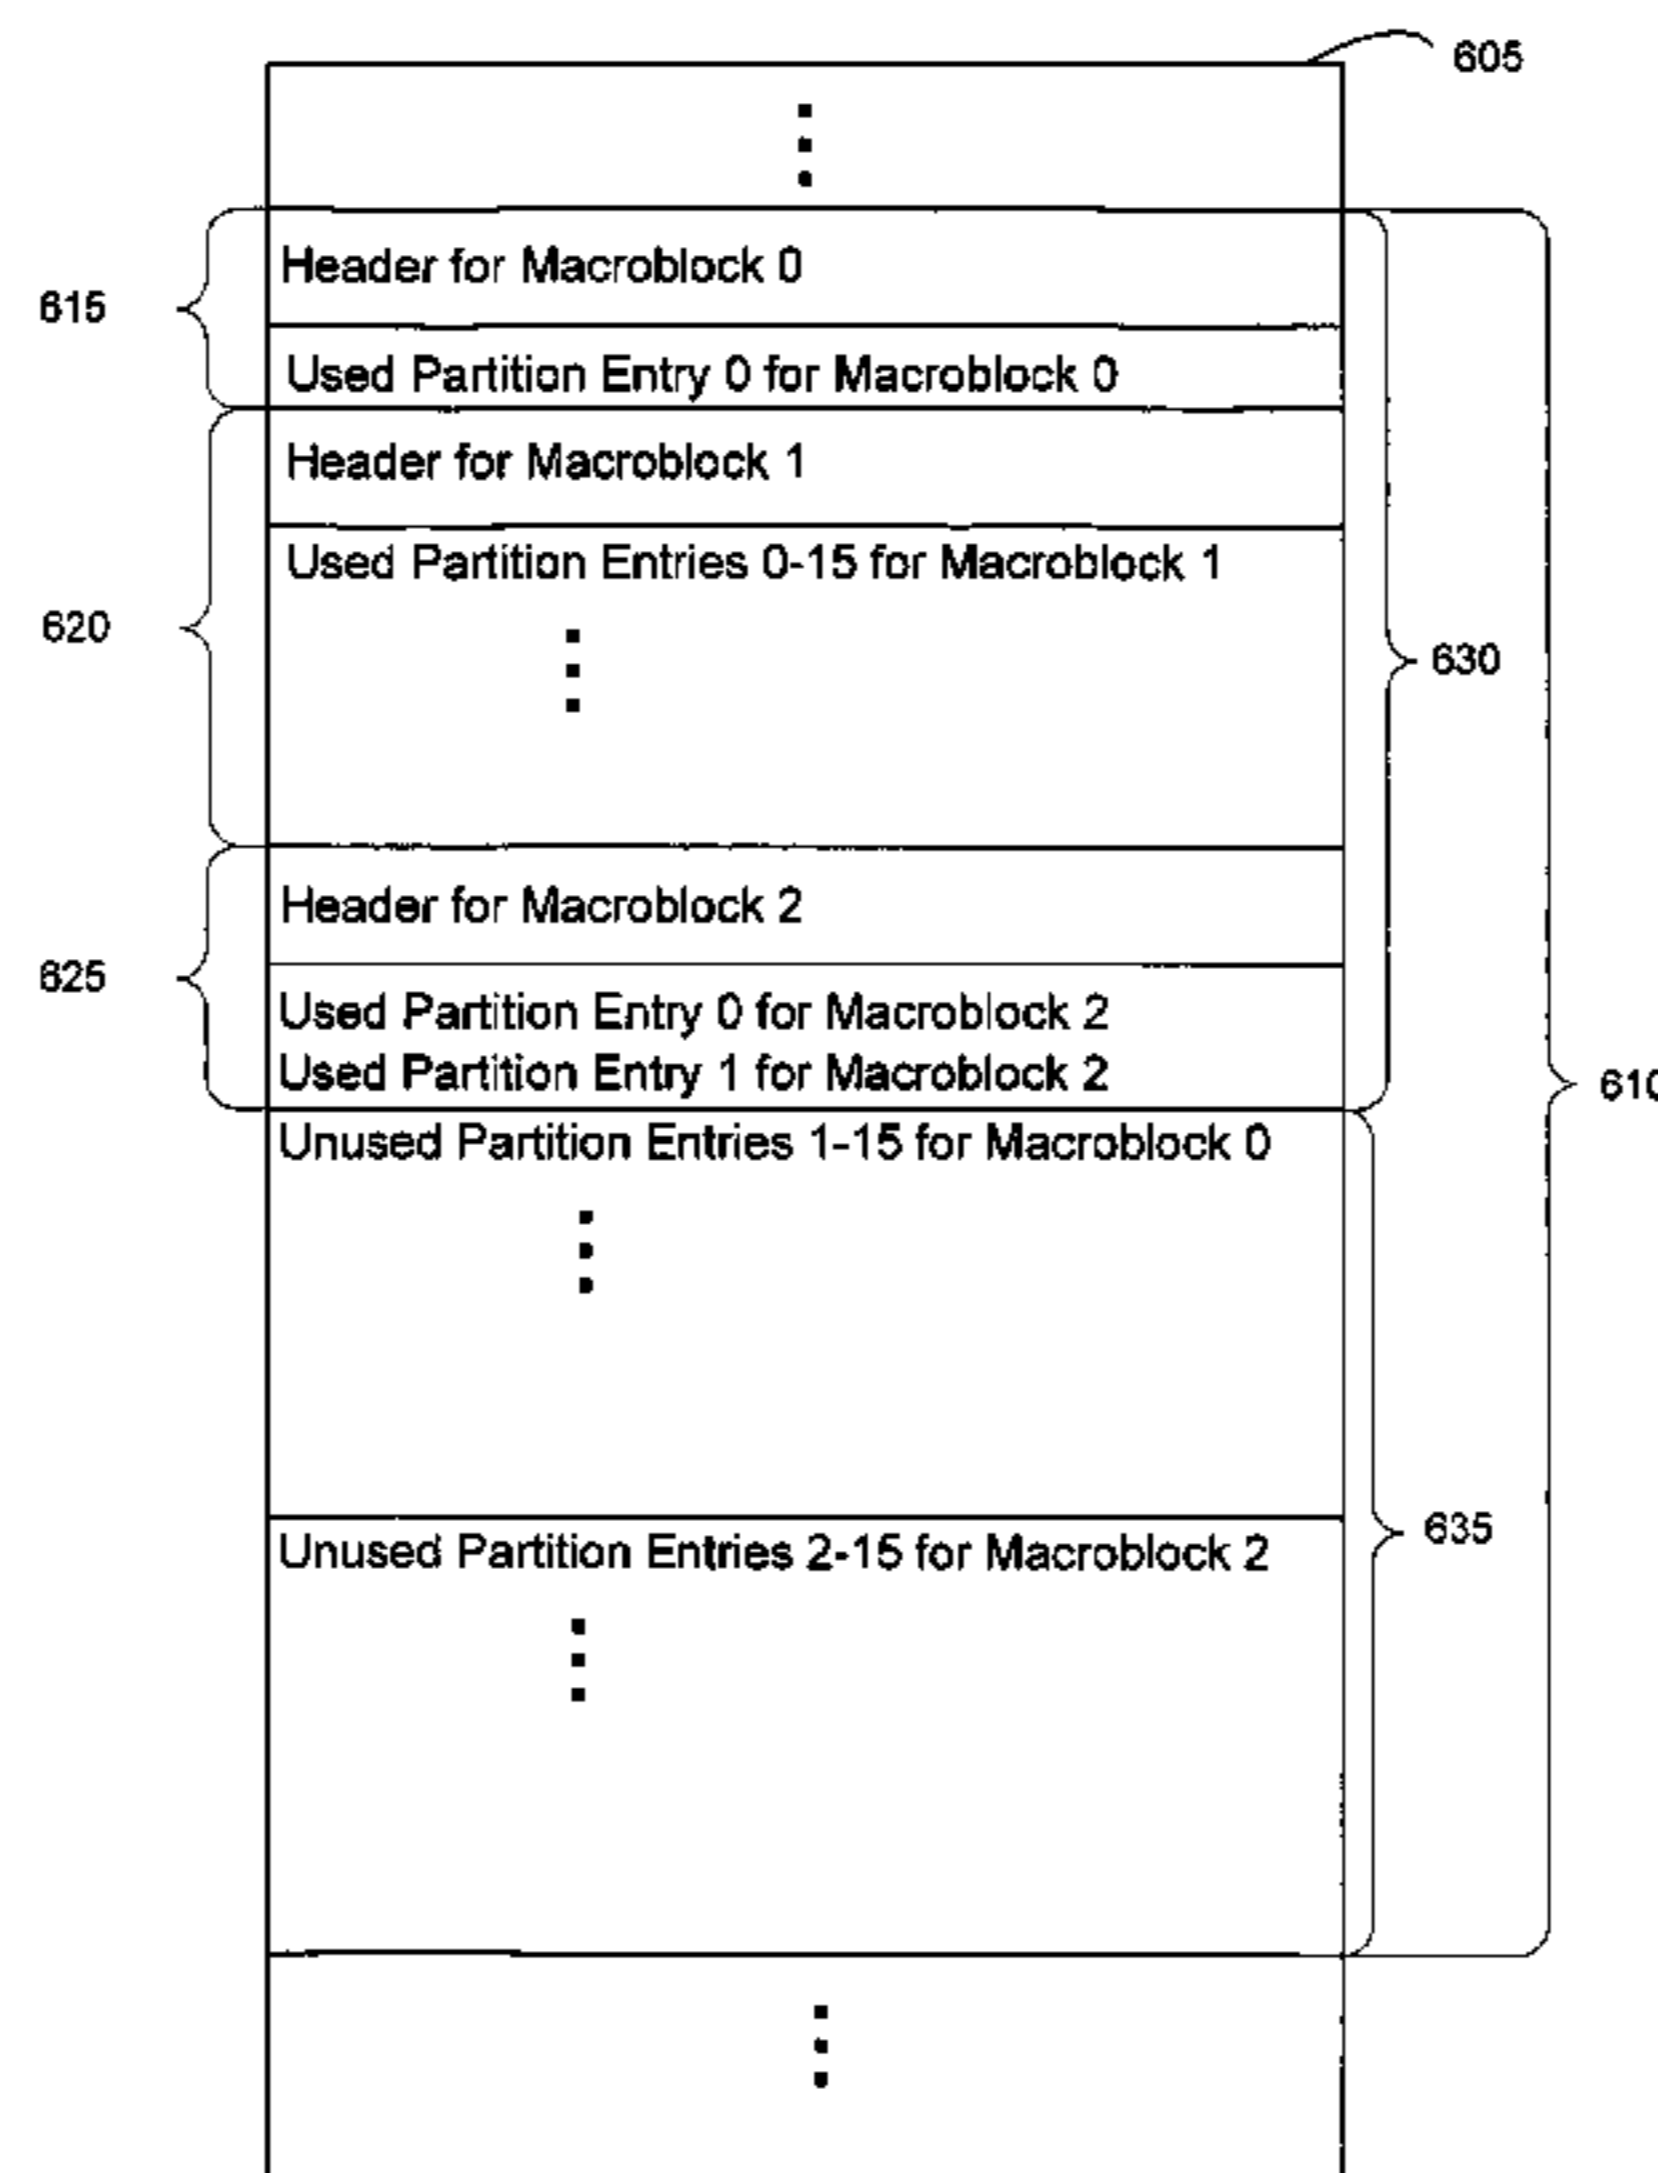 605
Header for Macroblock 0
615
Used Partition Entry 0 for Macroblock 0
Header for Macroblock 1
Used Partition Entries 0-15 for Macroblock 1
620
630
Header for Macroblock 2
625
Used Partition Entry 0 for Macroblock 2
Used Partition Entry 1 for Macroblock 2
610
Unused Partition Entries 1-15 for Macroblock 0
635
Unused Partition Entries 2-15 for Macroblock 2